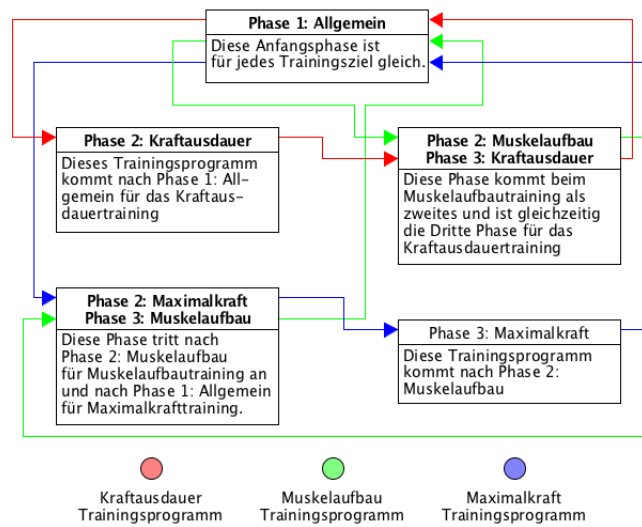 Phase 1: Allgemein
Diese Anfangsphase ist
für jedes Trainingsziel gleich.
Phase 2: Kraftausdauer
Dieses Trainingsprogramm
kommt nach Phase 1: All-
gemein für das Kraftaus-
dauertraining
Phase 2: Muskelaufbau
Phase 3: Kraftausdauer
Diese Phase kommt beim
Muskelaufbautraining als
zweites und ist gleichzeitig
die Dritte Phase für das
Kraftausdauertraining
Phase 2: Maximalkraft
Phase 3: Muskelaufbau
Diese Phase tritt nach
Phase 2: Muskelaufbau
für Muskelaufbautraining an
und nach Phase 1: Allgemein
für Maximalkrafttraining.
Phase 3: Maximalkraft
Diese Trainingsprogramm
kommt nach Phase 2:
Muskelaufbau
Kraftausdauer
Trainingsprogramm
Muskelaufbau
Trainingsprogramm
Maximalkraft
Trainingsprogramm